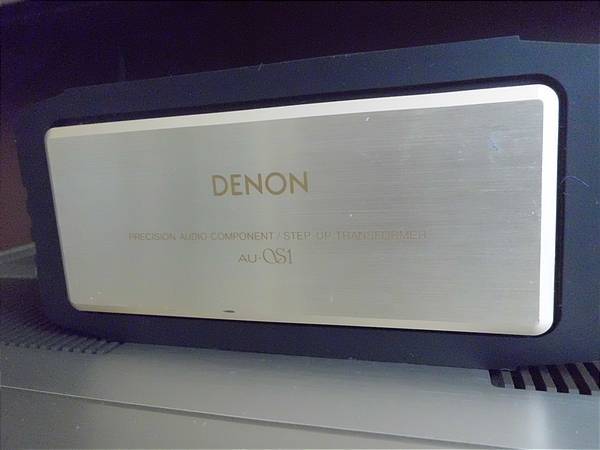 DENON
PRECISION AUDIO COMPONENT / STEP UP TRANSFORMER
AU-S1